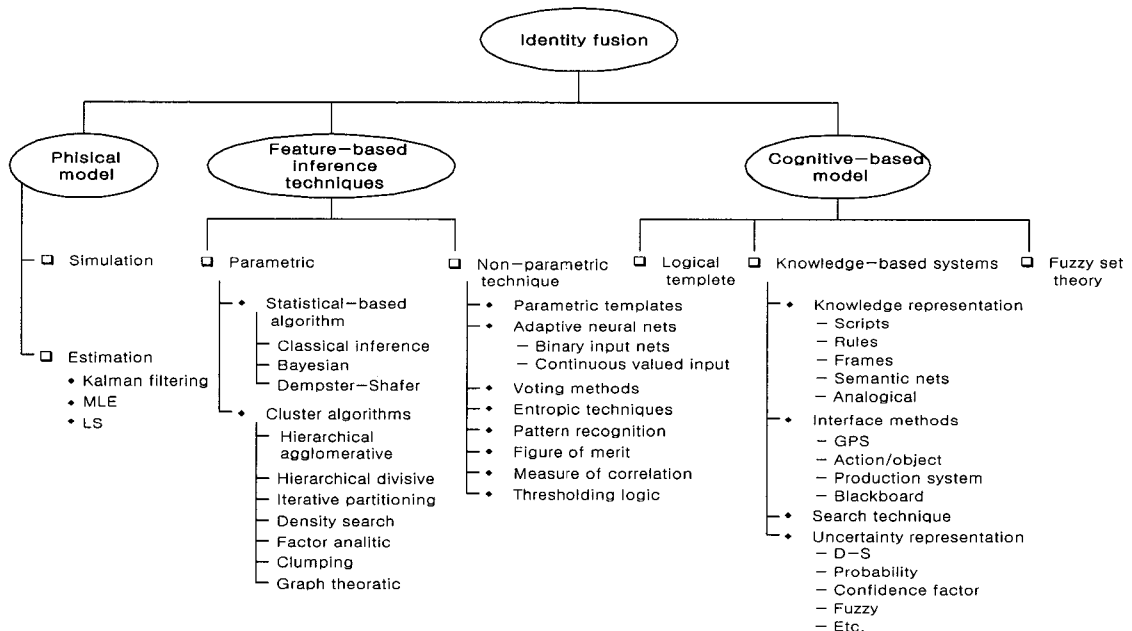 Identity fusion
Phisical
model
Feature-based
inference
techniques
Cognitive-based
model
❑ Simulation
❑ Estimation
◆ Kalman filtering
◆ MLE
◆ LS
❑ Parametric
◆ Statistical-based
algorithm
Classical inference
Bayesian
Dempster-Shafer
◆ Cluster algorithms
Hierarchical
agglomerative
Hierarchical divisive
Iterative partitioning
Density search
Factor analitic
Clumping
Graph theoratic
❑ Non-parametric
technique
◆ Parametric templates
◆ Adaptive neural nets
- Binary input nets
- Continuous valued input
◆ Voting methods
◆ Entropic techniques
◆ Pattern recognition
◆ Figure of merit
◆ Measure of correlation
◆ Thresholding logic
❑ Logical
templete
❑ Knowledge-based systems
◆ Knowledge representation
- Scripts
- Rules
- Frames
- Semantic nets
- Analogical
◆ Interface methods
- GPS
- Action/object
- Production system
- Blackboard
◆ Search technique
◆ Uncertainty representation
- D-S
- Probability
- Confidence factor
- Fuzzy
- Etc.
❑ Fuzzy set
theory